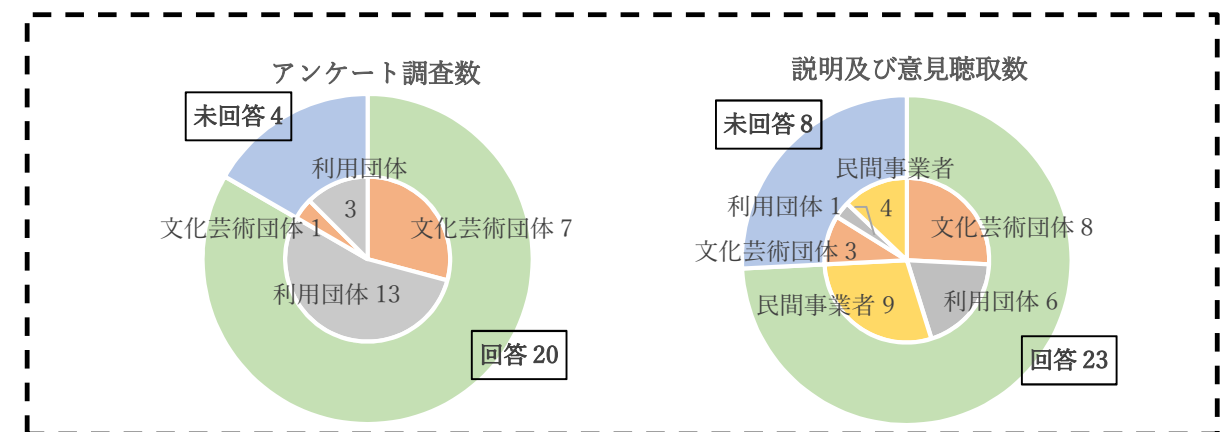 アンケート調査数
未回答 4
利用団体
3
文化芸術団体 1
文化芸術団体 7
利用団体 13
回答 20
説明及び意見聴取数
未回答 8
民間事業者
4
利用団体 1
文化芸術団体 8
文化芸術団体 3
民間事業者 9
利用団体 6
回答 23